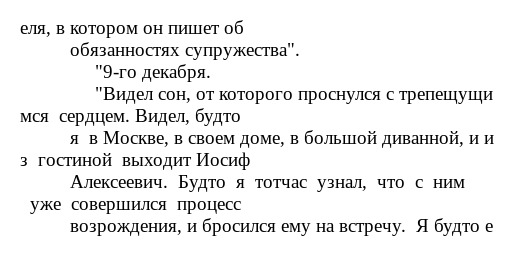 еля, в котором он пишет об
обязанностях супружества".
"9-го декабря.
"Видел сон, от которого проснулся с трепещущи
мся сердцем. Видел, будто
я в Москве, в своем доме, в большой диванной, и и
з гостиной выходит Иосиф
Алексеевич. Будто я тотчас узнал, что с ним
уже совершился процесс
возрождения, и бросился ему на встречу. Я будто е